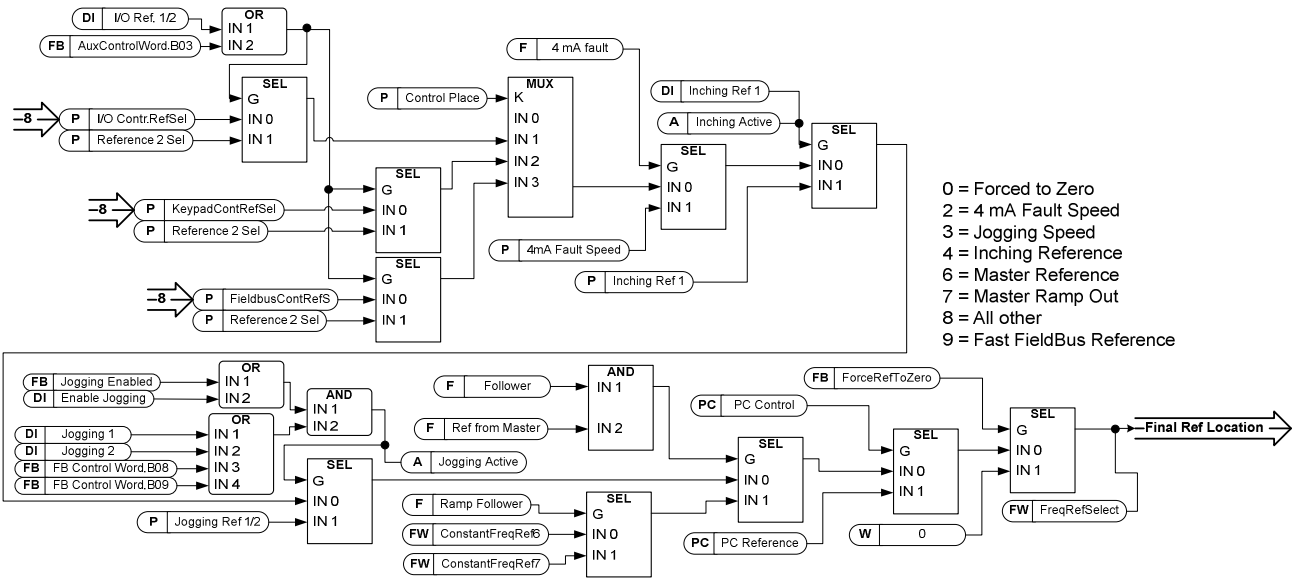 DI I/O Ref. 1/2
FB AuxControlWord.B03
OR
IN 1
IN 2
SEL
G
IN 0
IN 1
–8
P I/O Contr.RefSel
P Reference 2 Sel
–8
P KeypadContRefSel
P Reference 2 Sel
SEL
G
IN 0
IN 1
–8
P FieldbusContRefS
P Reference 2 Sel
SEL
G
IN 0
IN 1
P Control Place
MUX
K
IN 0
IN 1
IN 2
IN 3
F 4 mA fault
P 4mA Fault Speed
SEL
G
IN 0
IN 1
DI Inching Ref 1
A Inching Active
P Inching Ref 1
SEL
G
IN 0
IN 1
0 = Forced to Zero
2 = 4 mA Fault Speed
3 = Jogging Speed
4 = Inching Reference
6 = Master Reference
7 = Master Ramp Out
8 = All other
9 = Fast FieldBus Reference
FB Jogging Enabled
DI Enable Jogging
OR
IN 1
IN 2
DI Jogging 1
DI Jogging 2
FB FB Control Word.B08
FB FB Control Word.B09
OR
IN 1
IN 2
IN 3
IN 4
AND
IN 1
IN 2
A Jogging Active
P Jogging Ref 1/2
SEL
G
IN 0
IN 1
F Follower
F Ref from Master
AND
IN 1
IN 2
F Ramp Follower
FW ConstantFreqRef6
FW ConstantFreqRef7
SEL
G
IN 0
IN 1
SEL
G
IN 0
IN 1
PC PC Control
PC PC Reference
SEL
G
IN 0
IN 1
FB ForceRefToZero
W 0
SEL
G
IN 0
IN 1
Final Ref Location
FW FreqRefSelect